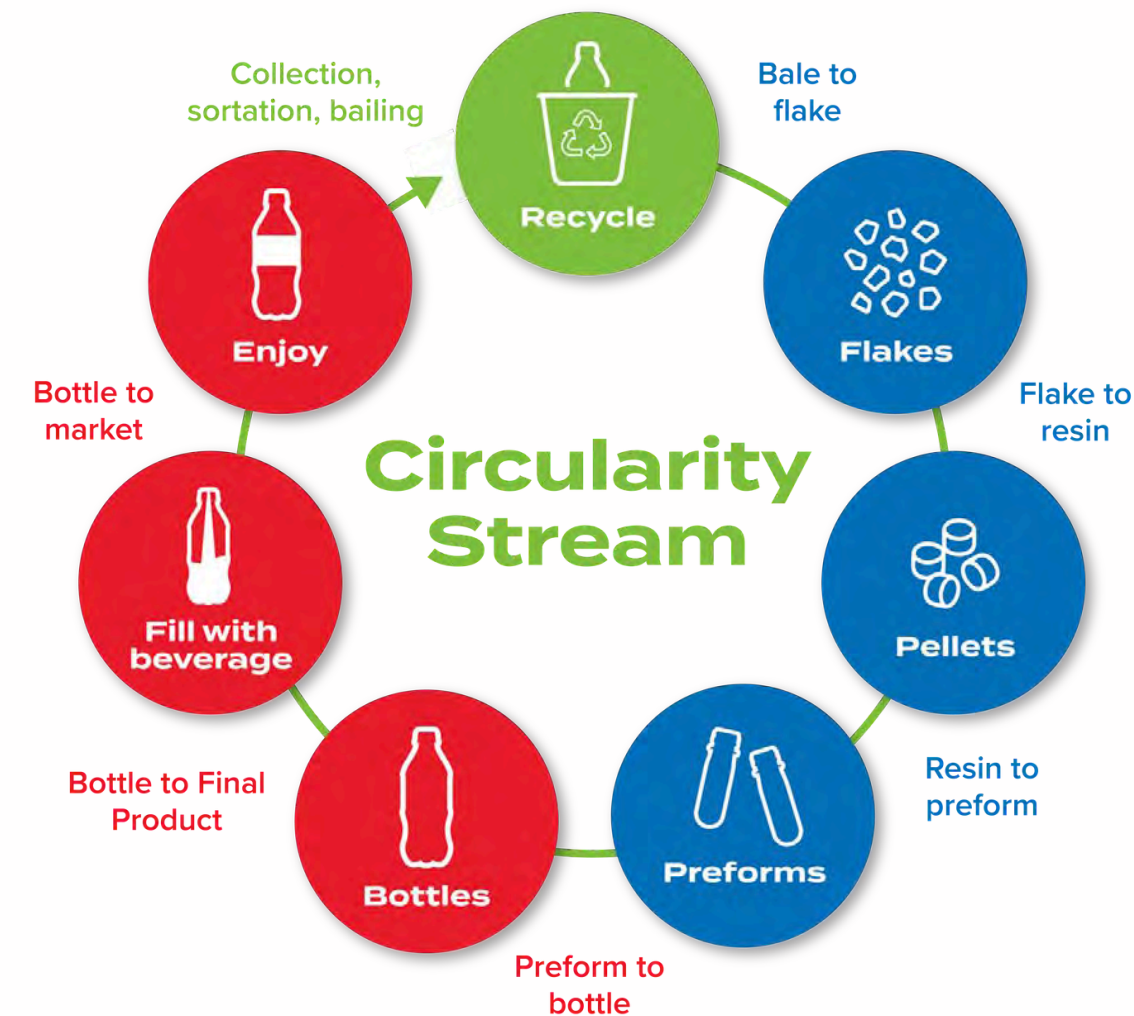 Circularity
Stream
Recycle
Bale to
flake
Flakes
Flake to
resin
Pellets
Resin to
preform
Preforms
Preform to
bottle
Bottles
Bottle to Final
Product
Fill with
beverage
Bottle to
market
Enjoy
Collection,
sortation, bailing